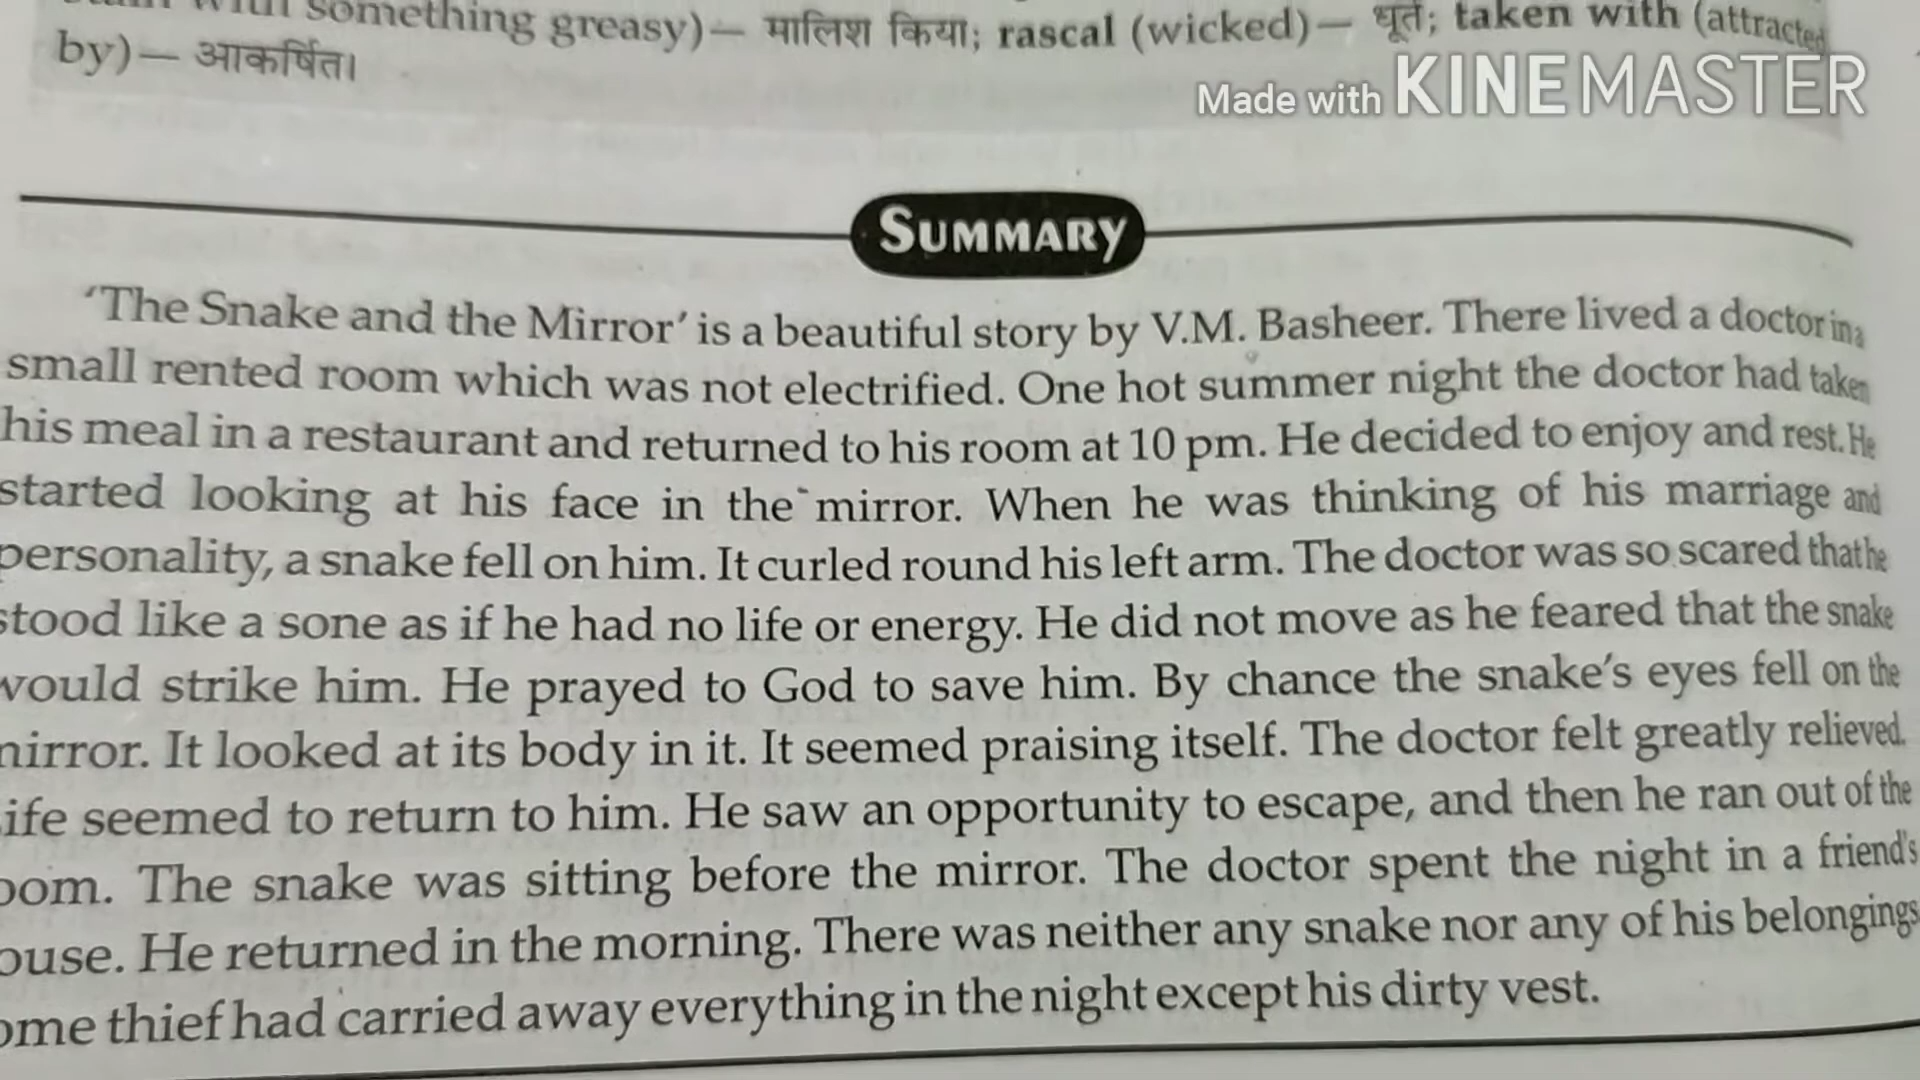 with something greasy)— मालिश किया; rascal (wicked)— धूर्त; taken with (attracted
by)— आकर्षित।
Made with KINEMASTER
SUMMARY
‘The Snake and the Mirror’ is a beautiful story by V.M. Basheer. There lived a doctor in a
small rented room which was not electrified. One hot summer night the doctor had taken
his meal in a restaurant and returned to his room at 10 pm. He decided to enjoy and rest. He
started looking at his face in the mirror. When he was thinking of his marriage and
personality, a snake fell on him. It curled round his left arm. The doctor was so scared that he
stood like a sone as if he had no life or energy. He did not move as he feared that the snake
would strike him. He prayed to God to save him. By chance the snake’s eyes fell on the
mirror. It looked at its body in it. It seemed praising itself. The doctor felt greatly relieved.
ife seemed to return to him. He saw an opportunity to escape, and then he ran out of the
oom. The snake was sitting before the mirror. The doctor spent the night in a friend's
ouse. He returned in the morning. There was neither any snake nor any of his belongings
ome thief had carried away everything in the night except his dirty vest.